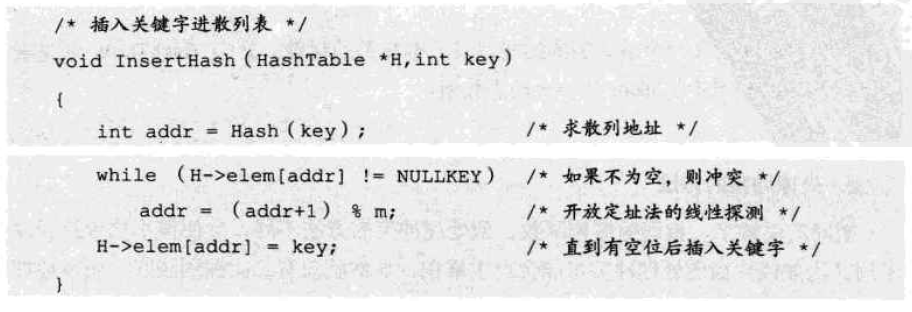 /* 插入关键字进散列表 */
void InsertHash(HashTable *H,int key)
{
int addr = Hash(key); /* 求散列地址 */
while (H->elem[addr] != NULLKEY) /* 如果不为空，则冲突 */
addr = (addr+1) % m; /* 开放定址法的线性探测 */
H->elem[addr] = key; /* 直到有空位后插入关键字 */
}